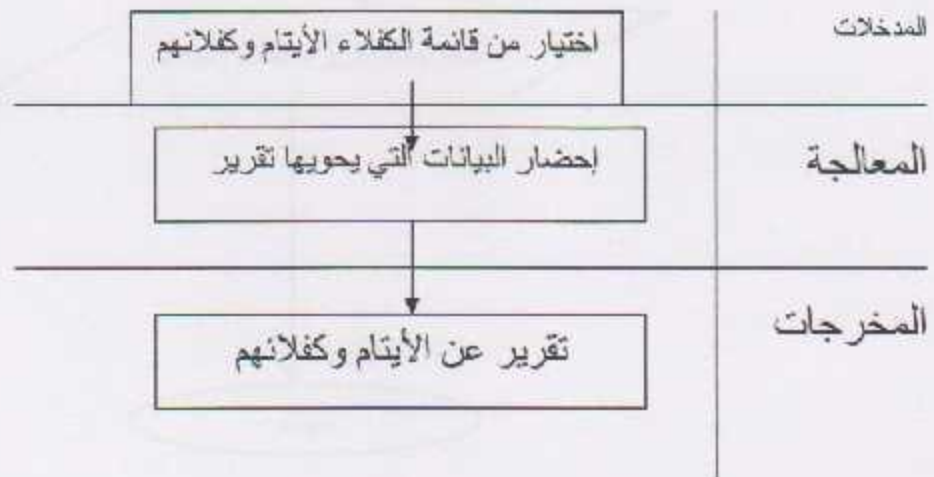 المدخلات
اختيار من قائمة الكفلاء الأيتام وكفلائهم
المعالجة
إحضار البيانات التي يحويها تقرير
المخرجات
تقرير عن الأيتام وكفلائهم